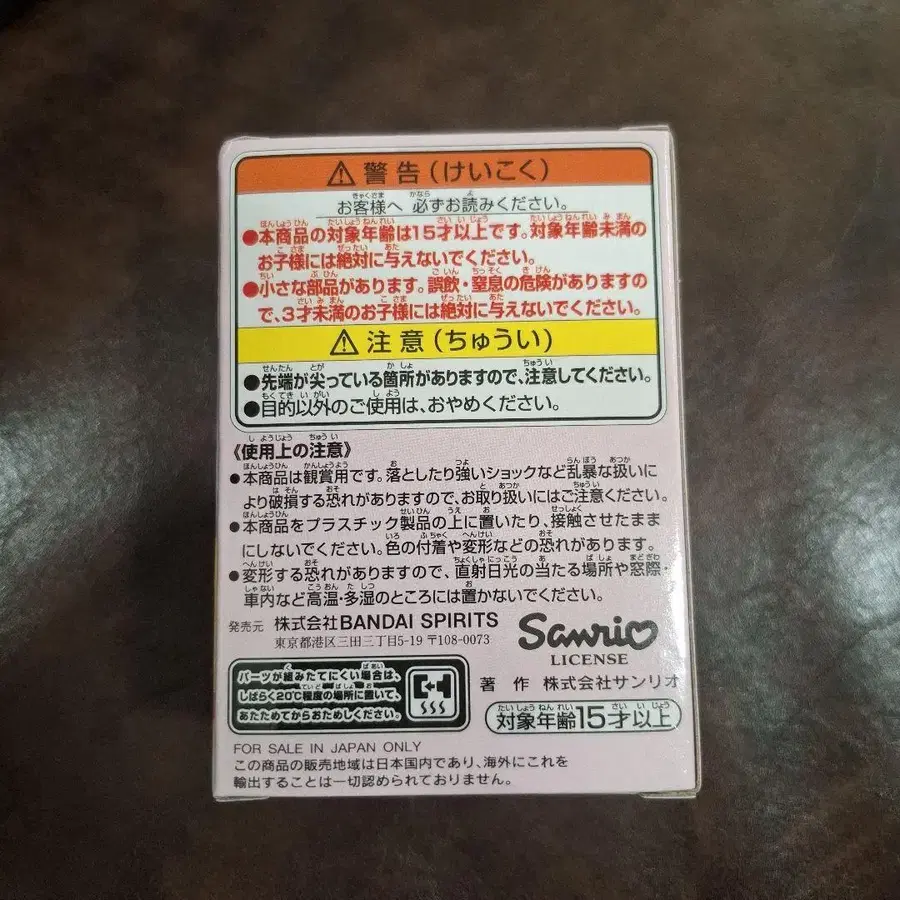 ⚠ 警告(けいこく)
お客様へ 必ずお読みください。
●本商品の対象年齢は15才以上です。対象年齢未満の
お子様には絶対に与えないでください。
●小さな部品があります。誤飲・窒息の危険がありますの
で、3才未満のお子様には絶対に与えないでください。
⚠ 注意(ちゅうい)
●先端が尖っている箇所がありますので、注意してください。
●目的以外のご使用は、おやめください。
《使用上の注意》
●本商品は観賞用です。落としたり強いショックなど乱暴な扱いに
より破損する恐れがありますので、お取り扱いにはご注意ください。
●本商品をプラスチック製品の上に置いたり、接触させたまま
にしないでください。色の付着や変形などの恐れがあります。
●変形する恐れがありますので、直射日光の当たる場所や窓際・
車内など高温・多湿のところには置かないでください。
発売元 株式会社BANDAI SPIRITS
東京都港区三田三丁目5-19 〒108-0073
Sanrio
LICENSE
著作 株式会社サンリオ
パーツが組みたてにくい場合は、
しばらく20℃程度の場所に置いて、
あたためてからおためしください。
対象年齢15才以上
FOR SALE IN JAPAN ONLY
この商品の販売地域は日本国内であり、海外にこれを
輸出することは一切認められておりません。